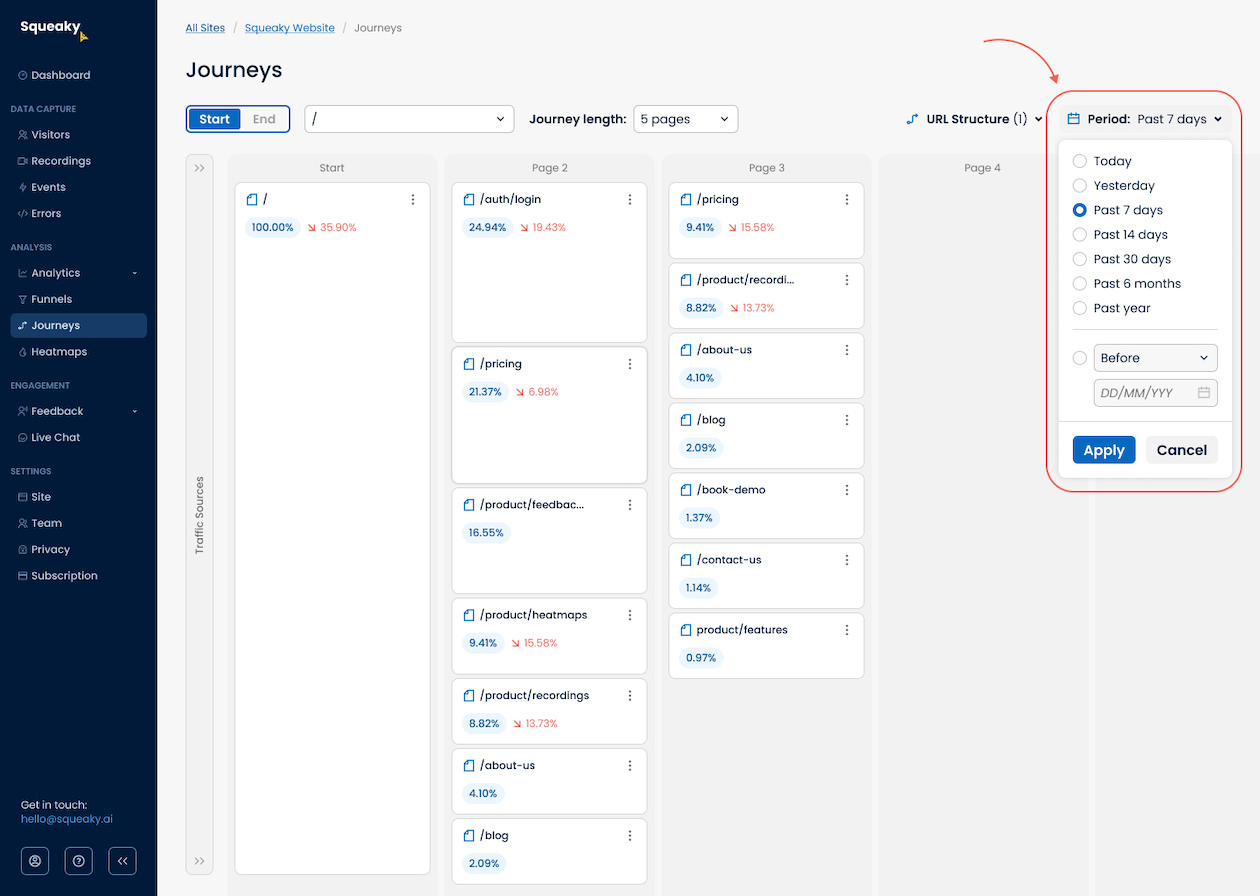 Squeaky
Dashboard
DATA CAPTURE
Visitors
Recordings
Events
Errors
ANALYSIS
Analytics
Funnels
Journeys
Heatmaps
ENGAGEMENT
Feedback
Live Chat
SETTINGS
Site
Team
Privacy
Subscription
Get in touch:
hello@squeaky.ai
All Sites / Squeaky Website / Journeys
Journeys
Start End / Journey length: 5 pages URL Structure (1) Period: Past 7 days
Traffic Sources
Start
/
100.00% 35.90%
Page 2
/auth/login
24.94% 19.43%
/pricing
21.37% 6.98%
/product/feedbac...
16.55%
/product/heatmaps
9.41% 15.58%
/product/recordings
8.82% 13.73%
/about-us
4.10%
/blog
2.09%
Page 3
/pricing
9.41% 15.58%
/product/recordi...
8.82% 13.73%
/about-us
4.10%
/blog
2.09%
/book-demo
1.37%
/contact-us
1.14%
product/features
0.97%
Page 4
Today
Yesterday
Past 7 days
Past 14 days
Past 30 days
Past 6 months
Past year
Before
DD/MM/YYY
Apply Cancel